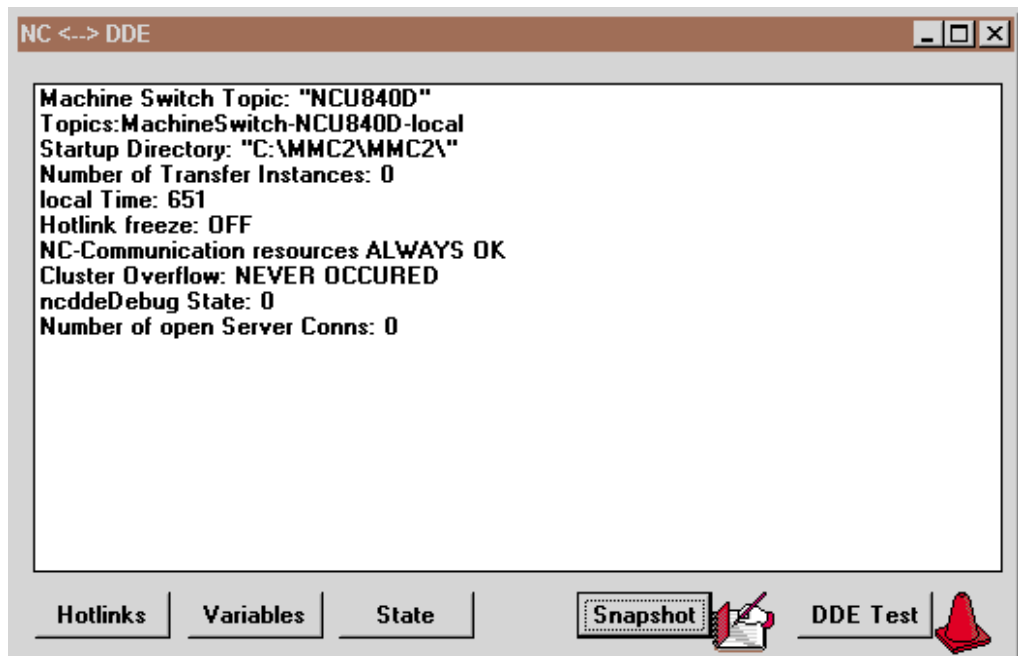 NC <--> DDE
Machine Switch Topic: "NCU840D"
Topics:MachineSwitch-NCU840D-local
Startup Directory: "C:\MMC2\MMC2\"
Number of Transfer Instances: 0
local Time: 651
Hotlink freeze: OFF
NC-Communication resources ALWAYS OK
Cluster Overflow: NEVER OCCURED
ncddeDebug State: 0
Number of open Server Conns: 0
Hotlinks Variables State Snapshot DDE Test